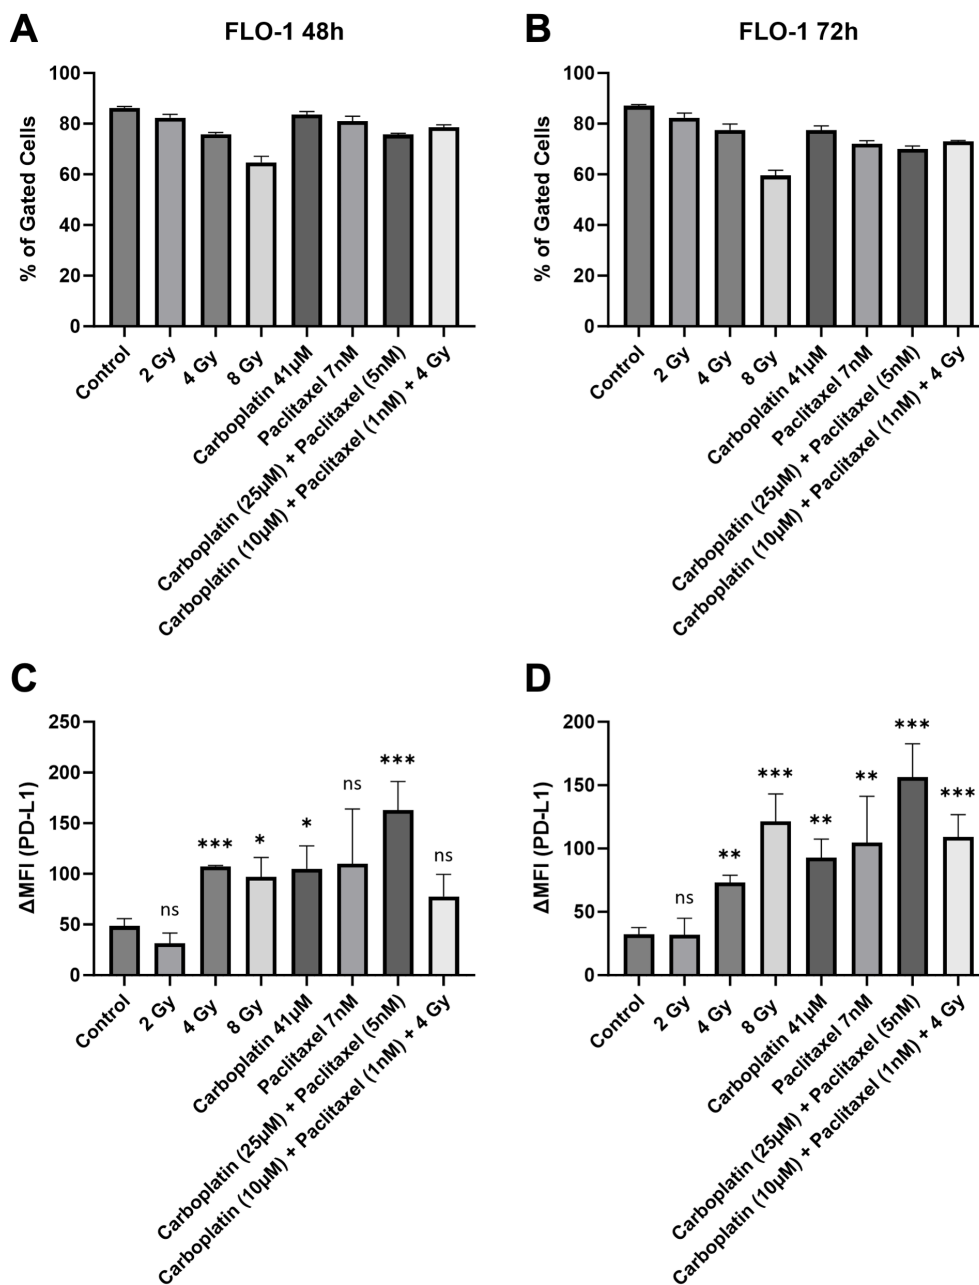 A
FLO-1 48h
% of Gated Cells
100
80
60
40
20
0
Control
2 Gy
4 Gy
8 Gy
Carboplatin 41µM
Paclitaxel 7nM
Carboplatin (25µM) + Paclitaxel (5nM)
Carboplatin (10µM) + Paclitaxel (1nM) + 4 Gy
B
FLO-1 72h
% of Gated Cells
100
80
60
40
20
0
Control
2 Gy
4 Gy
8 Gy
Carboplatin 41µM
Paclitaxel 7nM
Carboplatin (25µM) + Paclitaxel (5nM)
Carboplatin (10µM) + Paclitaxel (1nM) + 4 Gy
C
ΔMFI (PD-L1)
250
200
150
100
50
0
ns
***
*
*
ns
***
ns
Control
2 Gy
4 Gy
8 Gy
Carboplatin 41µM
Paclitaxel 7nM
Carboplatin (25µM) + Paclitaxel (5nM)
Carboplatin (10µM) + Paclitaxel (1nM) + 4 Gy
D
ΔMFI (PD-L1)
200
150
100
50
0
ns
**
***
**
**
***
***
Control
2 Gy
4 Gy
8 Gy
Carboplatin 41µM
Paclitaxel 7nM
Carboplatin (25µM) + Paclitaxel (5nM)
Carboplatin (10µM) + Paclitaxel (1nM) + 4 Gy